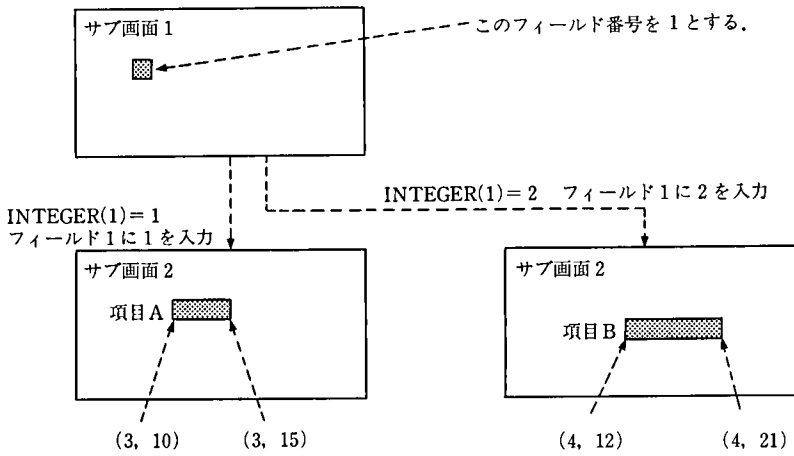 サブ画面1
このフィールド番号を1とする.
INTEGER(1)=2 フィールド1に2を入力
INTEGER(1)=1
フィールド1に1を入力
サブ画面2
項目A
(3, 10)
(3, 15)
サブ画面2
項目B
(4, 12)
(4, 21)